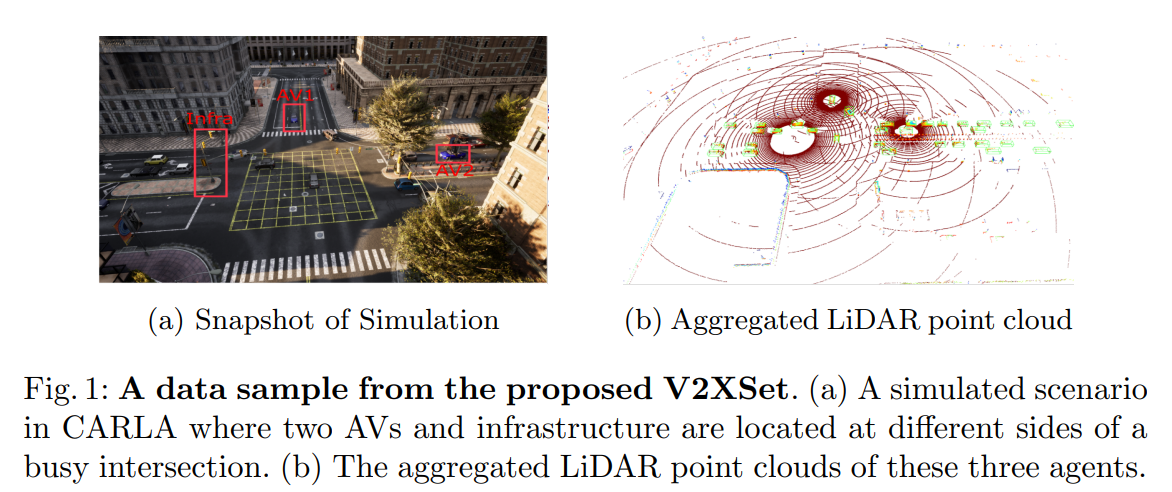 Infra
AV1
AV2
(a) Snapshot of Simulation
(b) Aggregated LiDAR point cloud
Fig. 1: A data sample from the proposed V2XSet. (a) A simulated scenario
in CARLA where two AVs and infrastructure are located at different sides of a
busy intersection. (b) The aggregated LiDAR point clouds of these three agents.